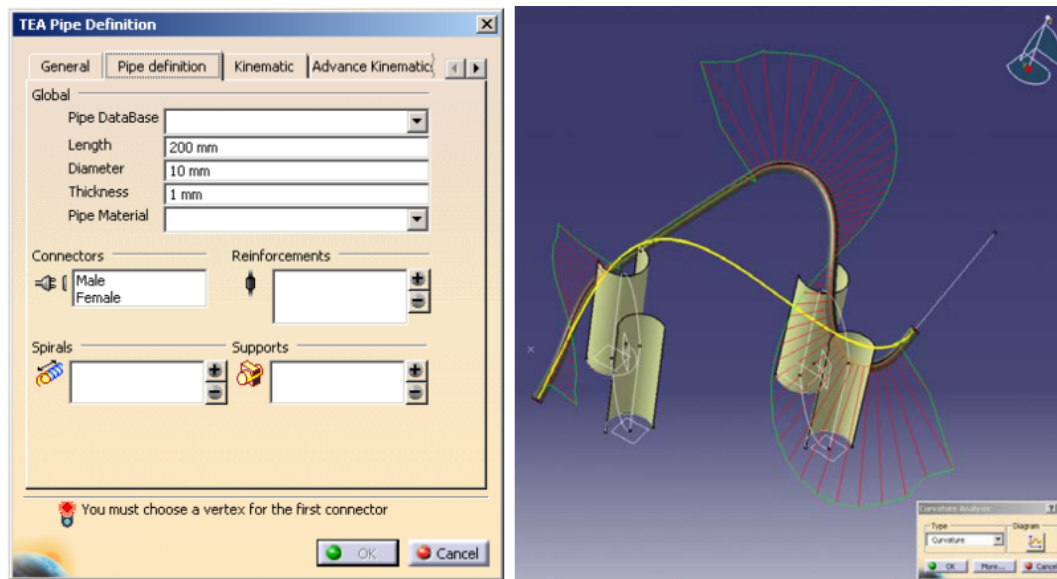 TEA Pipe Definition
General Pipe definition Kinematic Advance Kinematic
Global
Pipe DataBase
Length 200 mm
Diameter 10 mm
Thickness 1 mm
Pipe Material
Connectors Reinforcements
Male
Female
Spirals Supports
You must choose a vertex for the first connector
OK Cancel
Curvature Analysis
Type Diagram
Curvature
OK More... Cancel